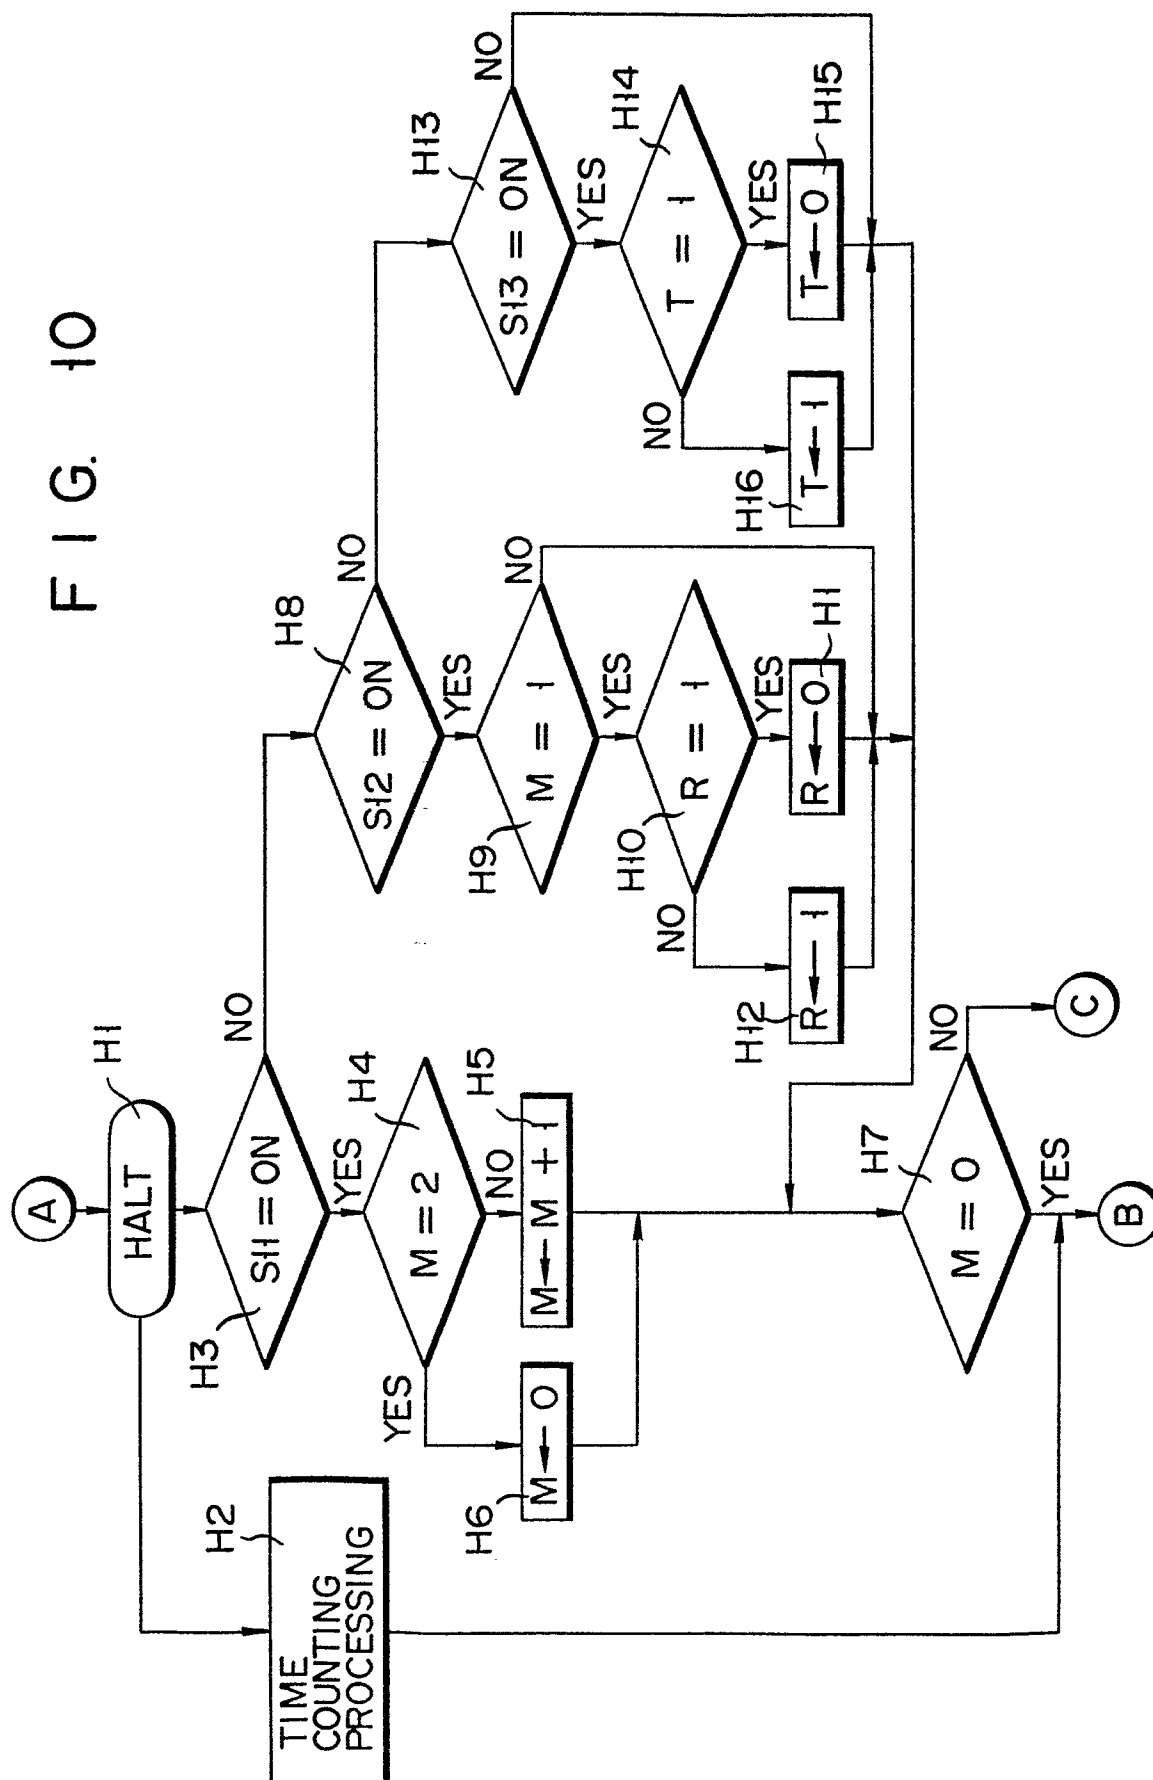 FIG. 10
A
HALT
H1
H2
TIME
COUNTING
PROCESSING
H3
S11 = ON
NO
YES
H4
M = 2
YES
NO
H5
M ← M + 1
H6
M ← 0
H7
M = 0
NO
C
YES
B
H8
S12 = ON
NO
YES
H9
M = 1
NO
YES
H10
R = 1
NO
YES
H11
R ← 0
H12
R ← 1
H13
S13 = ON
NO
YES
H14
T = 1
NO
YES
H15
T ← 0
H16
T ← 1